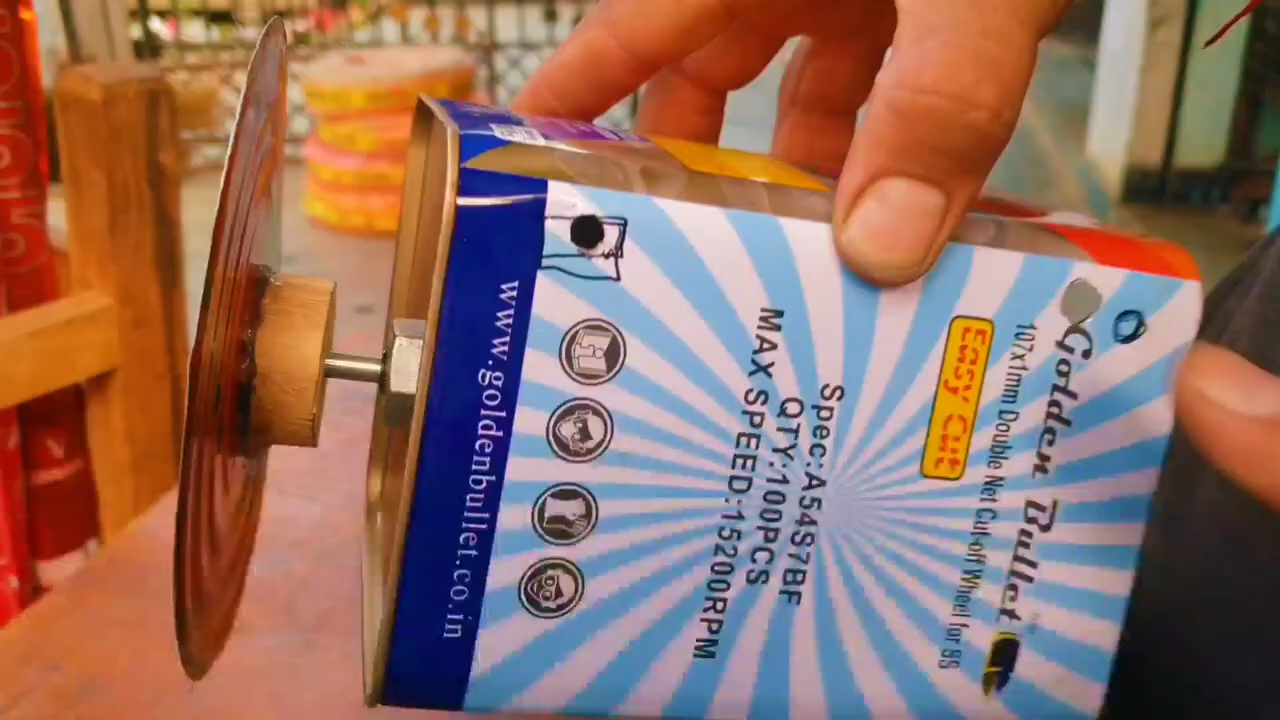 Golden Bullet
107x1mm Double Net Cut-off Wheel for SS
Easy Cut
Spec:A54S7BF
QTY:100PCS
MAX SPEED:15200RPM
www.goldenbullet.co.in